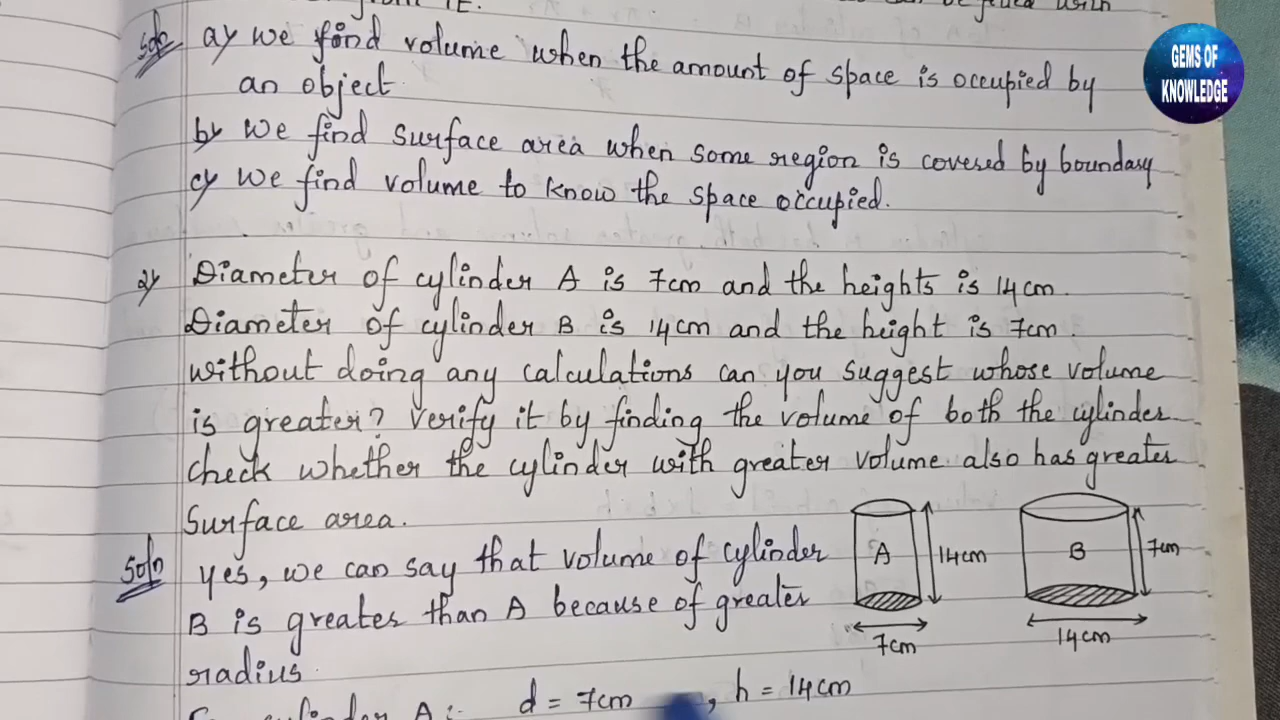 Soln a) we find volume when the amount of space is occupied by
an object.
b) We find surface area when some region is covered by boundary
c) We find volume to know the space occupied.
2) Diameter of cylinder A is 7cm and the heights is 14cm.
Diameter of cylinder B is 14cm and the height is 7cm.
without doing any calculations can you suggest whose volume
is greater? Verify it by finding the volume of both the cylinder
check whether the cylinder with greater volume also has greater
Surface area.
Soln yes, we can say that volume of cylinder
B is greater than A because of greater
radius.
A 14cm
7cm
B 7cm
14cm
cylinder A :- d = 7cm , h = 14cm
GEMS OF
KNOWLEDGE